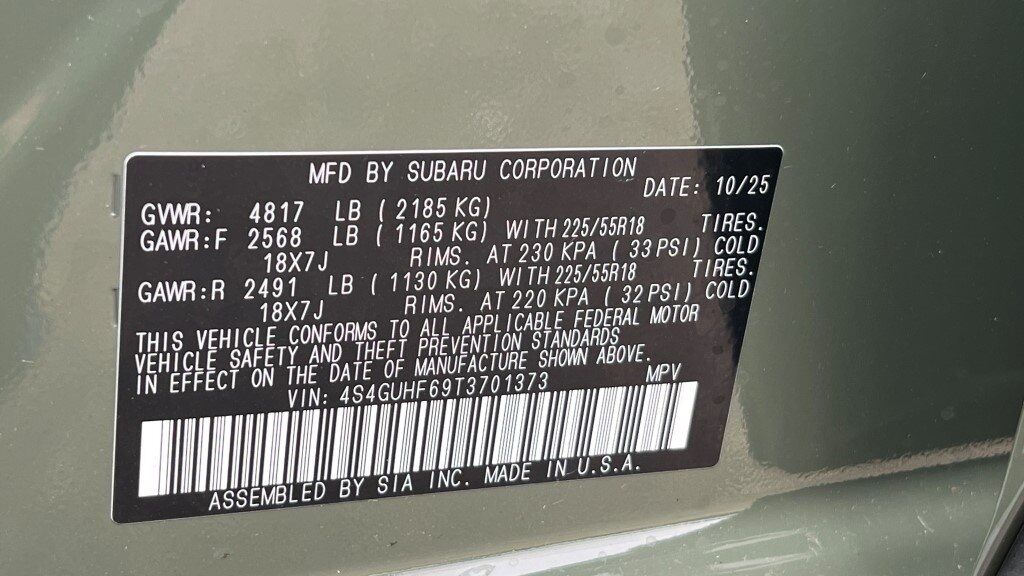 MFD BY SUBARU CORPORATION
DATE: 10/25
GVWR: 4817 LB ( 2185 KG)
GAWR:F 2568 LB ( 1165 KG) WITH 225/55R18 TIRES.
18X7J RIMS. AT 230 KPA ( 33 PSI) COLD
GAWR:R 2491 LB ( 1130 KG) WITH 225/55R18 TIRES.
18X7J RIMS. AT 220 KPA ( 32 PSI) COLD
THIS VEHICLE CONFORMS TO ALL APPLICABLE FEDERAL MOTOR
VEHICLE SAFETY AND THEFT PREVENTION STANDARDS
IN EFFECT ON THE DATE OF MANUFACTURE SHOWN ABOVE.
VIN: 4S4GUHF69T3701373 MPV
ASSEMBLED BY SIA INC. MADE IN U.S.A.